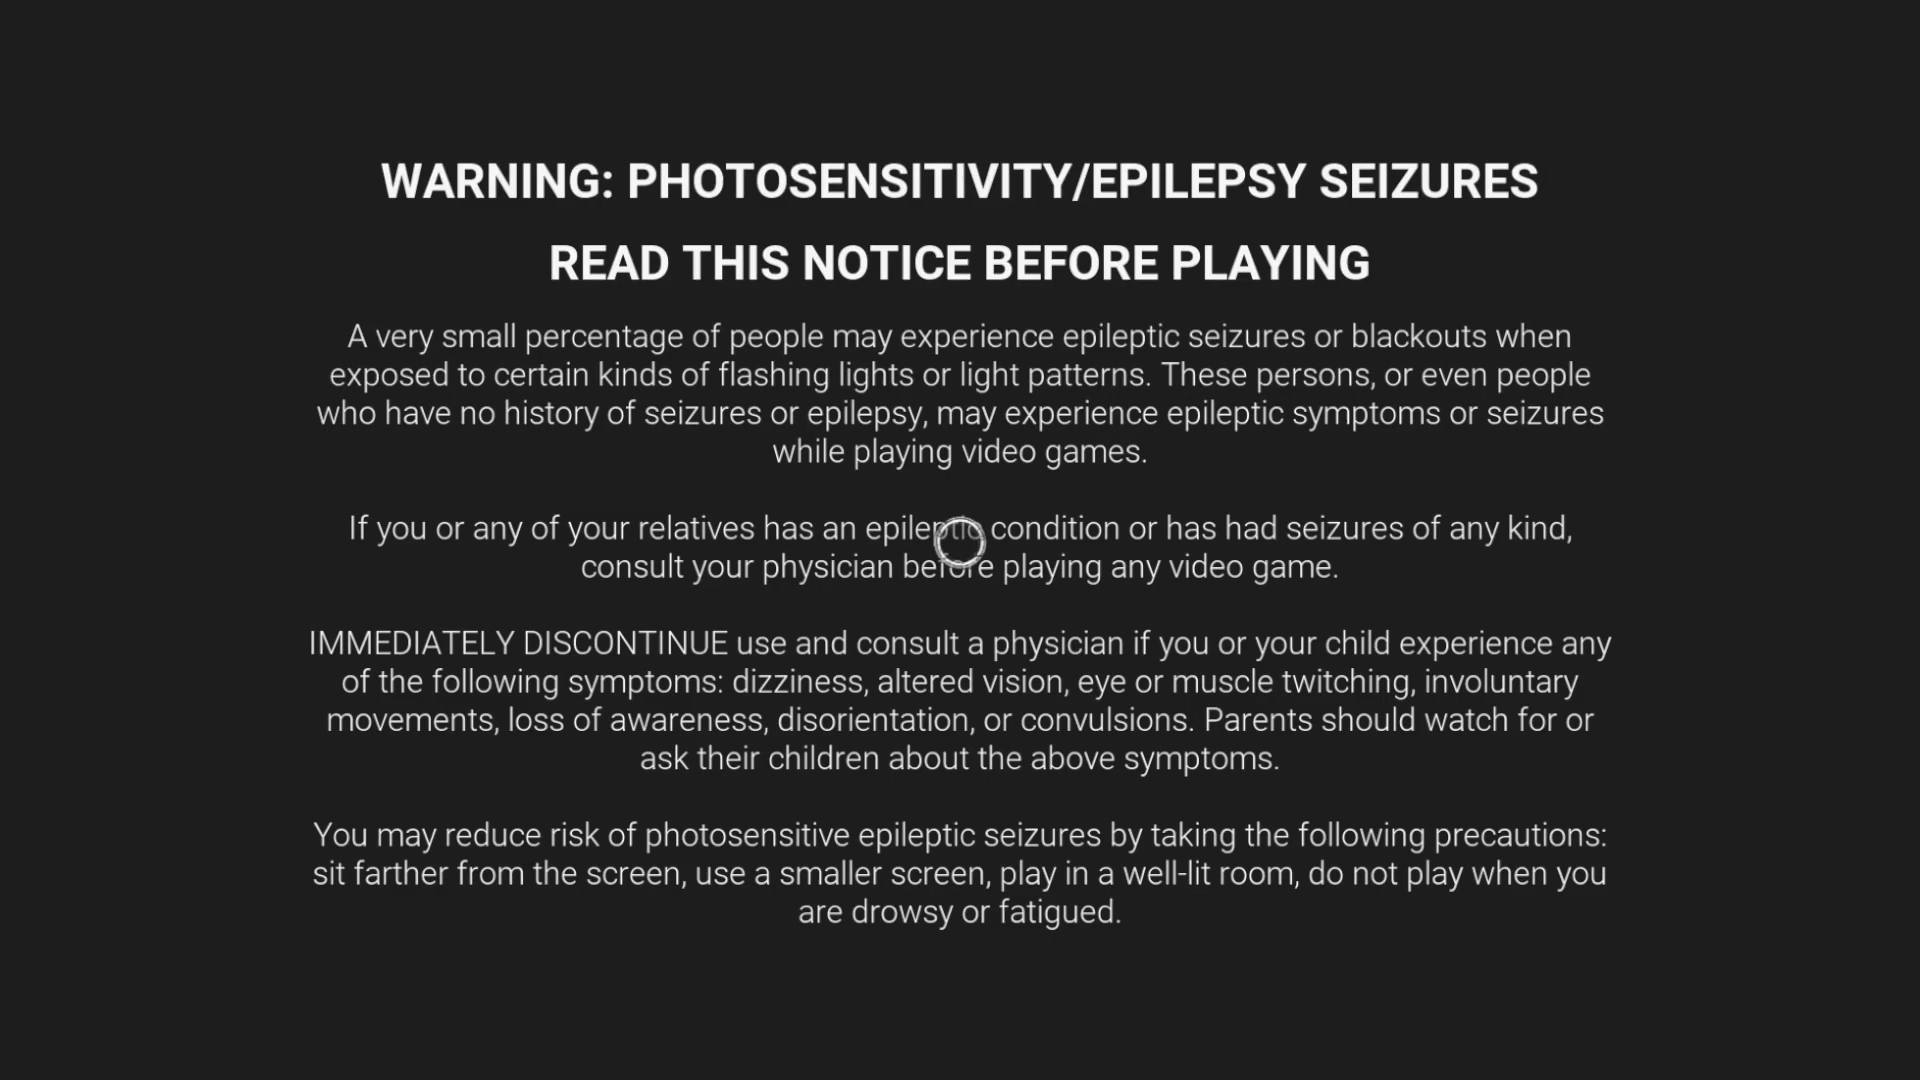 WARNING: PHOTOSENSITIVITY/EPILEPSY SEIZURES
READ THIS NOTICE BEFORE PLAYING
A very small percentage of people may experience epileptic seizures or blackouts when
exposed to certain kinds of flashing lights or light patterns. These persons, or even people
who have no history of seizures or epilepsy, may experience epileptic symptoms or seizures
while playing video games.
If you or any of your relatives has an epileptic condition or has had seizures of any kind,
consult your physician before playing any video game.
IMMEDIATELY DISCONTINUE use and consult a physician if you or your child experience any
of the following symptoms: dizziness, altered vision, eye or muscle twitching, involuntary
movements, loss of awareness, disorientation, or convulsions. Parents should watch for or
ask their children about the above symptoms.
You may reduce risk of photosensitive epileptic seizures by taking the following precautions:
sit farther from the screen, use a smaller screen, play in a well-lit room, do not play when you
are drowsy or fatigued.